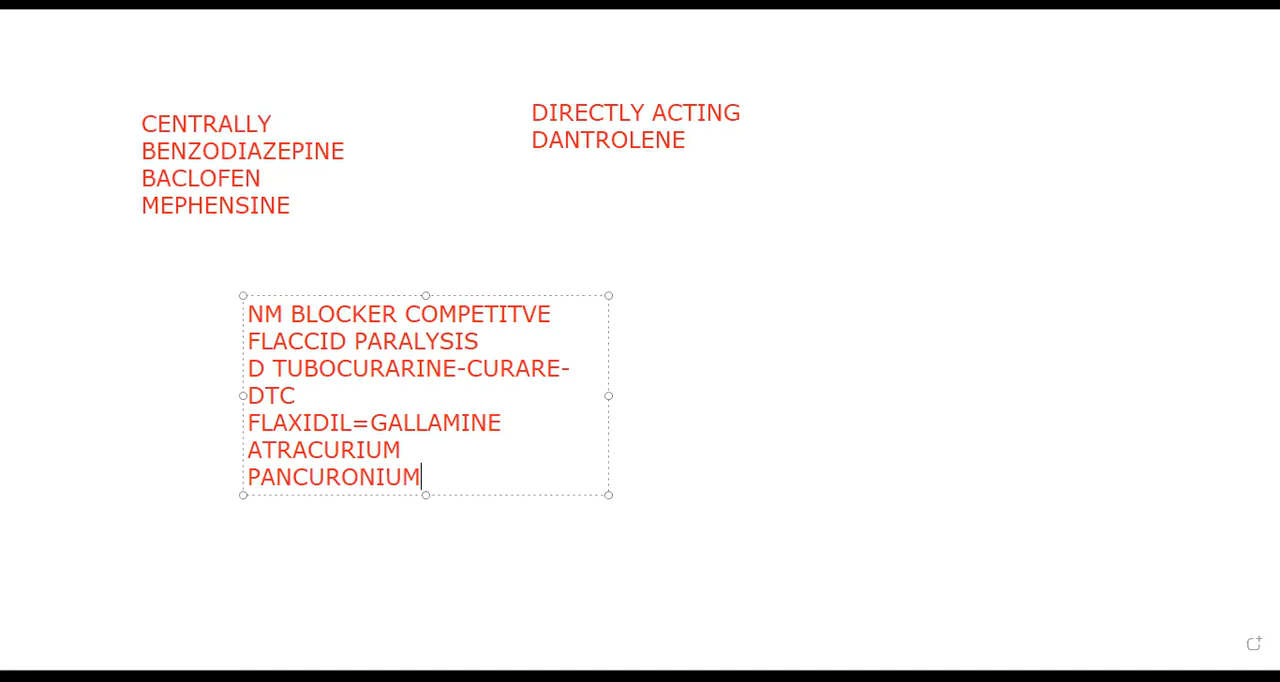 CENTRALLY
BENZODIAZEPINE
BACLOFEN
MEPHENSINE
DIRECTLY ACTING
DANTROLENE
NM BLOCKER COMPETITVE
FLACCID PARALYSIS
D TUBOCURARINE-CURARE-
DTC
FLAXIDIL=GALLAMINE
ATRACURIUM
PANCURONIUM